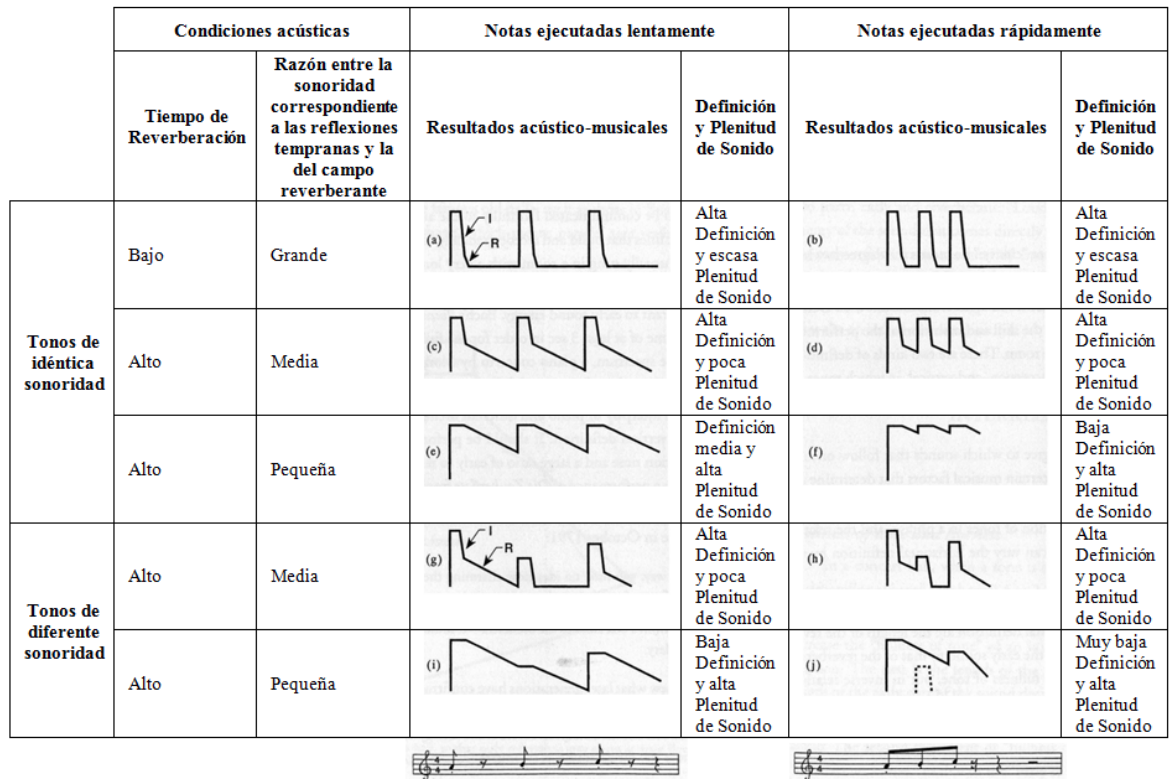 Condiciones acústicas
Notas ejecutadas lentamente
Notas ejecutadas rápidamente
Tiempo de
Reverberación
Razón entre la
sonoridad
correspondiente
a las reflexiones
tempranas y la
del campo
reverberante
Resultados acústico-musicales
Definición
y Plenitud
de Sonido
Resultados acústico-musicales
Definición
y Plenitud
de Sonido
Tonos de
idéntica
sonoridad
Bajo
Grande
(a)
I
R
Alta
Definición
y escasa
Plenitud
de Sonido
(b)
Alta
Definición
y escasa
Plenitud
de Sonido
Alto
Media
(c)
Alta
Definición
y poca
Plenitud
de Sonido
(d)
Alta
Definición
y poca
Plenitud
de Sonido
Alto
Pequeña
(e)
Definición
media y
alta
Plenitud
de Sonido
(f)
Baja
Definición
y alta
Plenitud
de Sonido
Tonos de
diferente
sonoridad
Alto
Media
(g)
I
R
Alta
Definición
y poca
Plenitud
de Sonido
(h)
Alta
Definición
y poca
Plenitud
de Sonido
Alto
Pequeña
(i)
Baja
Definición
y alta
Plenitud
de Sonido
(j)
Muy baja
Definición
y alta
Plenitud
de Sonido